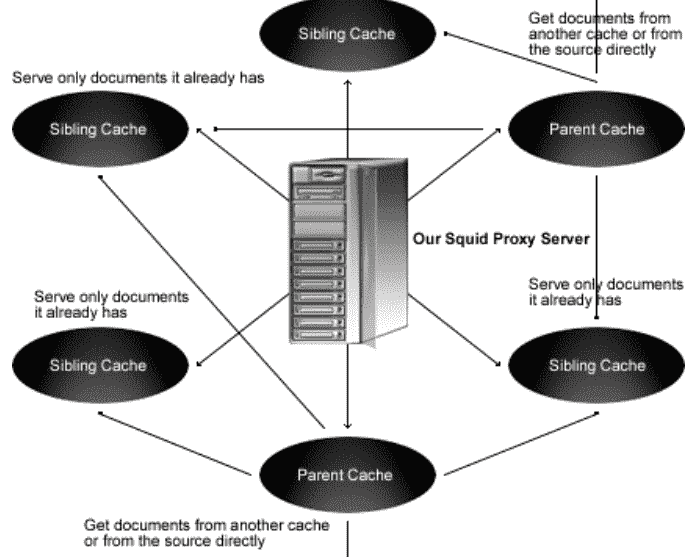 Get documents from
another cache or from
the source directly
Sibling Cache
Serve only documents it already has
Sibling Cache
Parent Cache
Our Squid Proxy Server
Serve only documents
it already has
Serve only documents
it already has
Sibling Cache
Sibling Cache
Parent Cache
Get documents from another cache
or from the source directly